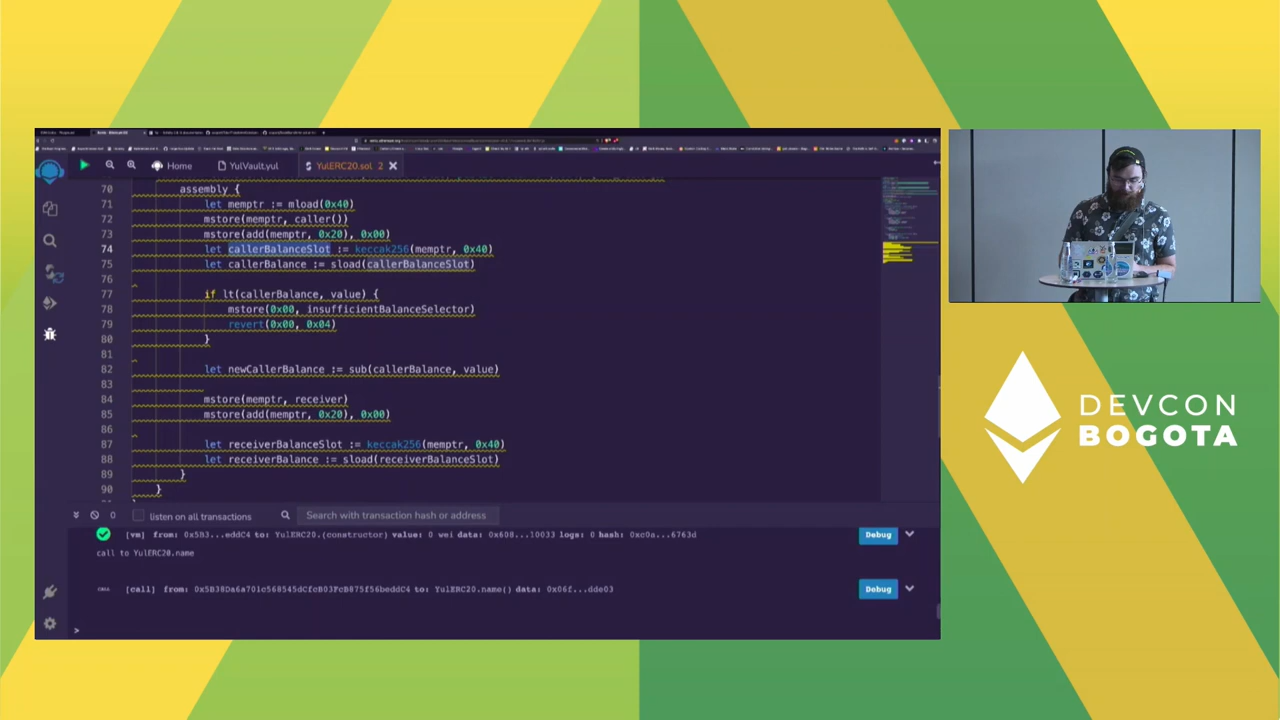 Home
YulVault.yul
YulERC20.sol 2
70 assembly {
71 let memptr := mload(0x40)
72 mstore(memptr, caller())
73 mstore(add(memptr, 0x20), 0x00)
74 let callerBalanceSlot := keccak256(memptr, 0x40)
75 let callerBalance := sload(callerBalanceSlot)
76
77 if lt(callerBalance, value) {
78 mstore(0x00, insufficientBalanceSelector)
79 revert(0x00, 0x04)
80 }
81
82 let newCallerBalance := sub(callerBalance, value)
83
84 mstore(memptr, receiver)
85 mstore(add(memptr, 0x20), 0x00)
86
87 let receiverBalanceSlot := keccak256(memptr, 0x40)
88 let receiverBalance := sload(receiverBalanceSlot)
89 }
90 }
0 listen on all transactions Search with transaction hash or address
[vm] from: 0x5B3...eddC4 to: YulERC20.(constructor) value: 0 wei data: 0x608...10033 logs: 0 hash: 0xc0a...6763d Debug
call to YulERC20.name
[call] from: 0x5B38Da6a701c568545dCfcB03FcB875f56beddC4 to: YulERC20.name() data: 0x06f...dde03 Debug
>
DEVCON
BOGOTA